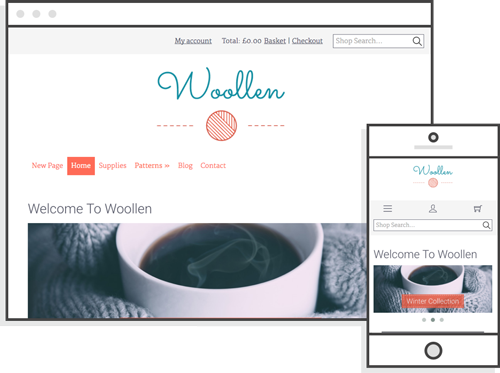 My account Total: £0.00 Basket | Checkout Shop Search...
Woollen
New Page Home Supplies Patterns » Blog Contact
Welcome To Woollen
Woollen
Shop Search...
Welcome To Woollen
Winter Collection